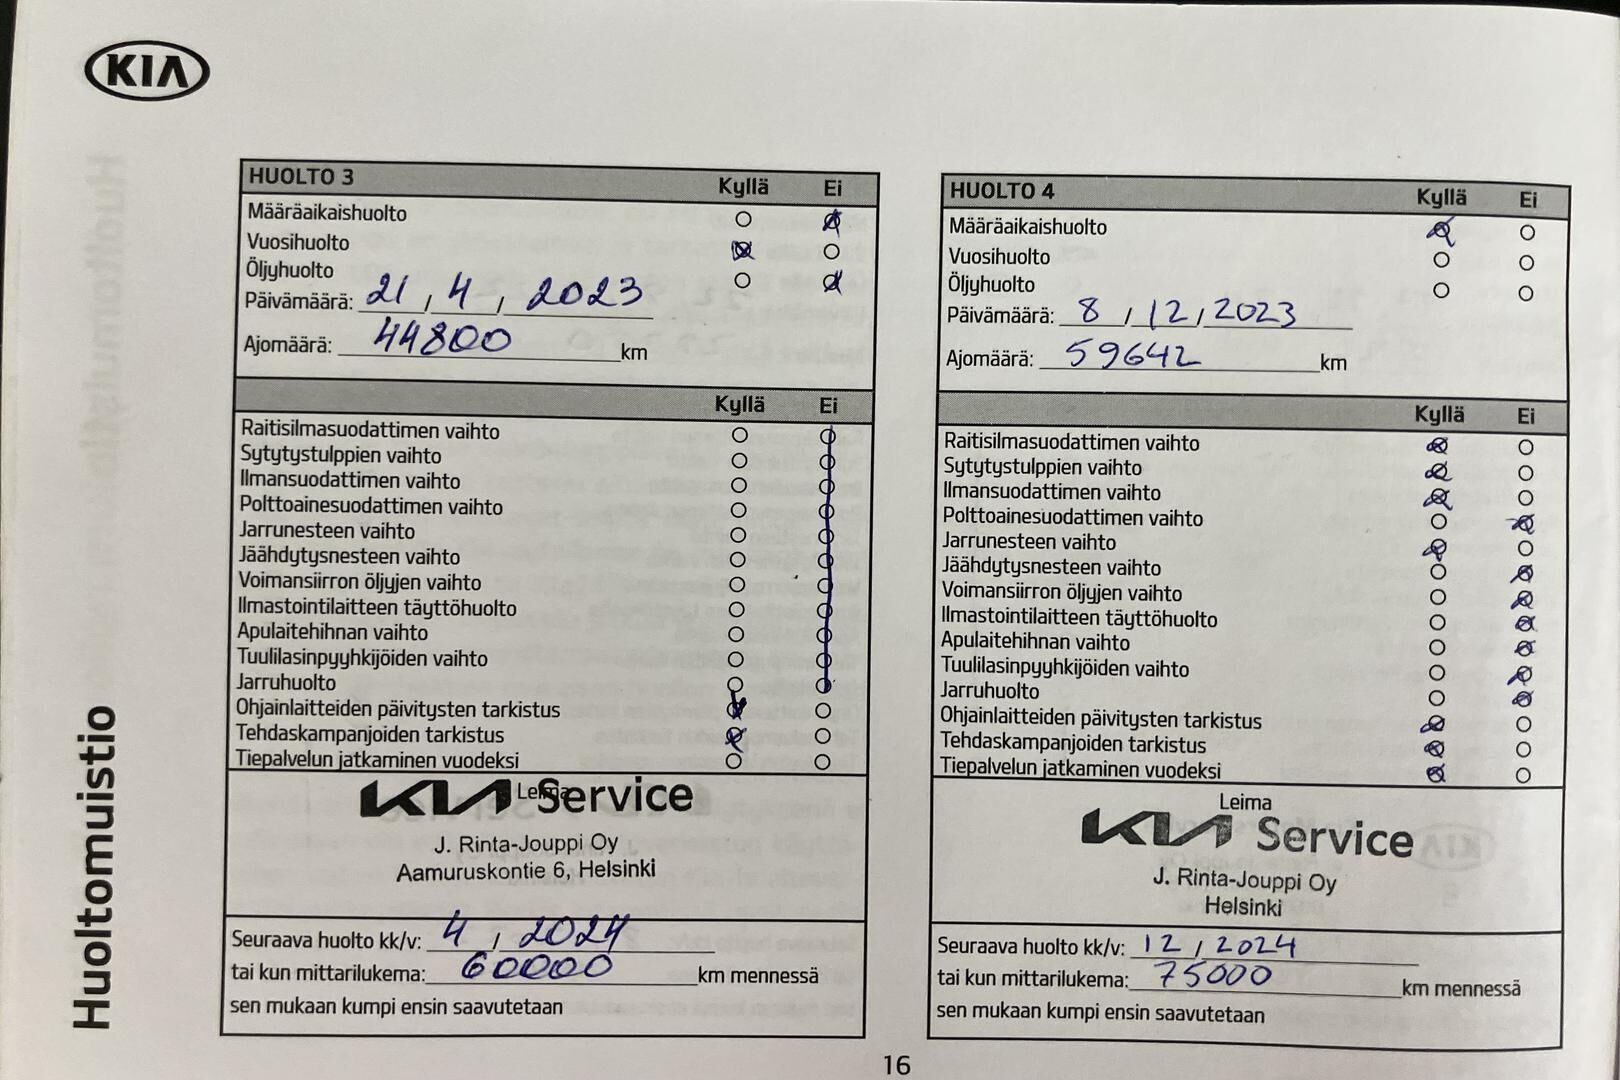 KIA
HUOLTO 3 Kyllä Ei
Määräaikaishuolto
Vuosihuolto
Öljyhuolto
Päivämäärä: 21 / 4 / 2023
Ajomäärä: 44800 km
Kyllä Ei
Raitisilmasuodattimen vaihto
Sytytystulppien vaihto
Ilmansuodattimen vaihto
Polttoainesuodattimen vaihto
Jarrunesteen vaihto
Jäähdytysnesteen vaihto
Voimansiirron öljyjen vaihto
Ilmastointilaitteen täyttöhuolto
Apulaitehihnan vaihto
Tuulilasinpyyhkijöiden vaihto
Jarruhuolto
Ohjainlaitteiden päivitysten tarkistus
Tehdaskampanjoiden tarkistus
Tiepalvelun jatkaminen vuodeksi
Leima
KIA Service
J. Rinta-Jouppi Oy
Aamuruskontie 6, Helsinki
Seuraava huolto kk/v: 4 / 2024
tai kun mittarilukema: 60000 km mennessä
sen mukaan kumpi ensin saavutetaan
HUOLTO 4 Kyllä Ei
Määräaikaishuolto
Vuosihuolto
Öljyhuolto
Päivämäärä: 8 / 12 / 2023
Ajomäärä: 59642 km
Kyllä Ei
Raitisilmasuodattimen vaihto
Sytytystulppien vaihto
Ilmansuodattimen vaihto
Polttoainesuodattimen vaihto
Jarrunesteen vaihto
Jäähdytysnesteen vaihto
Voimansiirron öljyjen vaihto
Ilmastointilaitteen täyttöhuolto
Apulaitehihnan vaihto
Tuulilasinpyyhkijöiden vaihto
Jarruhuolto
Ohjainlaitteiden päivitysten tarkistus
Tehdaskampanjoiden tarkistus
Tiepalvelun jatkaminen vuodeksi
Leima
KIA Service
J. Rinta-Jouppi Oy
Helsinki
Seuraava huolto kk/v: 12 / 2024
tai kun mittarilukema: 75000 km mennessä
sen mukaan kumpi ensin saavutetaan
Huoltomuistio
16